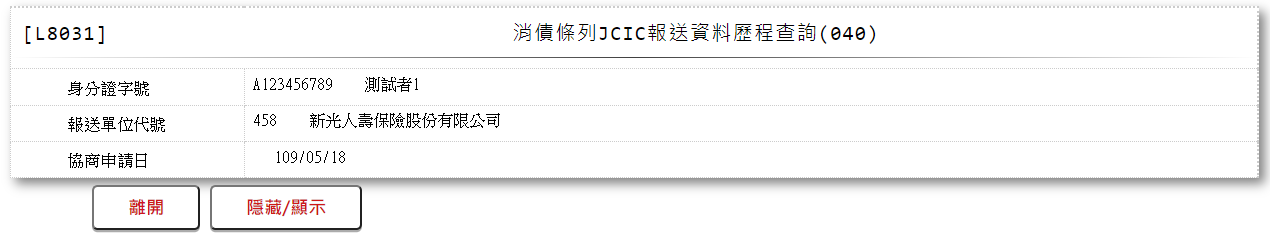 [L8031] 消債條列JCIC報送資料歷程查詢(040)
身分證字號 A123456789 測試者1
報送單位代號 458 新光人壽保險股份有限公司
協商申請日 109/05/18
離開 隱藏/顯示